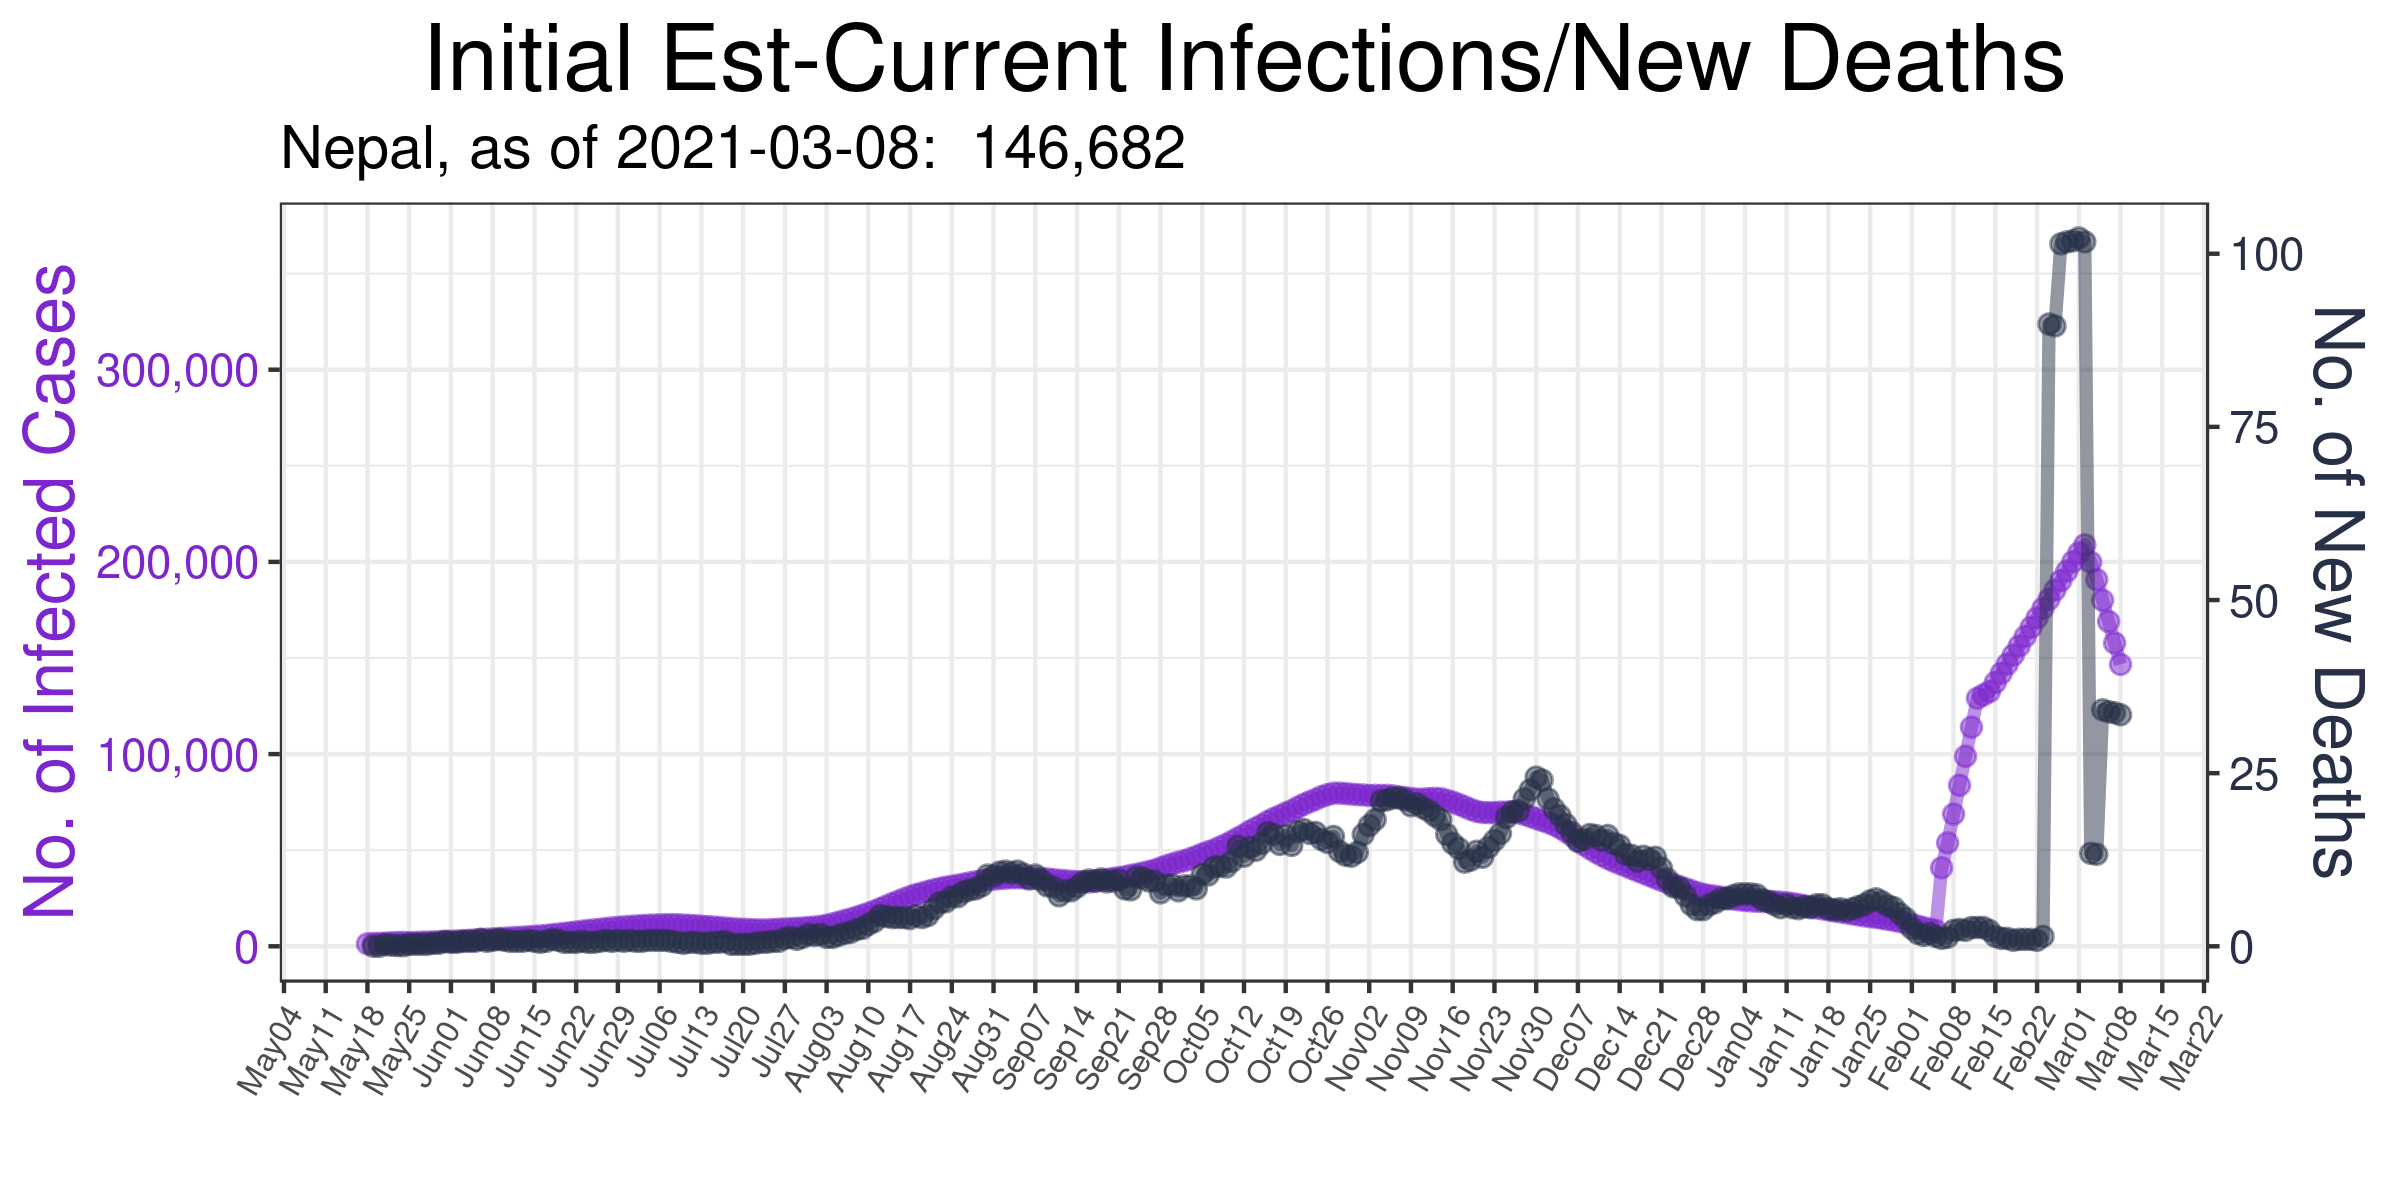 Initial Est-Current Infections/New Deaths
Nepal, as of 2021-03-08:  146,682
No. of Infected Cases
300,000
200,000
100,000
0
100
75
50
25
0
No. of New Deaths
May04
May11
May18
May25
Jun01
Jun08
Jun15
Jun22
Jun29
Jul06
Jul13
Jul20
Jul27
Aug03
Aug10
Aug17
Aug24
Aug31
Sep07
Sep14
Sep21
Sep28
Oct05
Oct12
Oct19
Oct26
Nov02
Nov09
Nov16
Nov23
Nov30
Dec07
Dec14
Dec21
Dec28
Jan04
Jan11
Jan18
Jan25
Feb01
Feb08
Feb15
Feb22
Mar01
Mar08
Mar15
Mar22